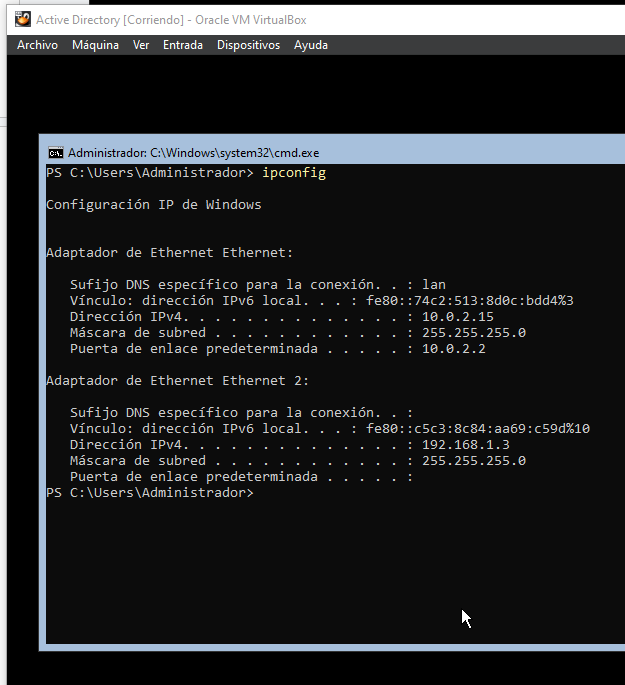 Active Directory [Corriendo] - Oracle VM VirtualBox
Archivo Máquina Ver Entrada Dispositivos Ayuda
Administrador: C:\Windows\system32\cmd.exe
PS C:\Users\Administrador> ipconfig
Configuración IP de Windows
Adaptador de Ethernet Ethernet:
Sufijo DNS específico para la conexión. . : lan
Vínculo: dirección IPv6 local. . . : fe80::74c2:513:8d0c:bdd4%3
Dirección IPv4. . . . . . . . . . . . . . : 10.0.2.15
Máscara de subred . . . . . . . . . . . . : 255.255.255.0
Puerta de enlace predeterminada . . . . . : 10.0.2.2
Adaptador de Ethernet Ethernet 2:
Sufijo DNS específico para la conexión. . :
Vínculo: dirección IPv6 local. . . : fe80::c5c3:8c84:aa69:c59d%10
Dirección IPv4. . . . . . . . . . . . . . : 192.168.1.3
Máscara de subred . . . . . . . . . . . . : 255.255.255.0
Puerta de enlace predeterminada . . . . . :
PS C:\Users\Administrador>